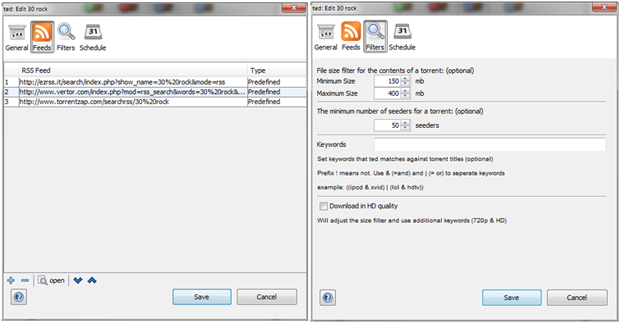 ted: Edit 30 rock
General Feeds Filters Schedule
31
RSS Feed Type
1 http://ezrss.it/search/index.php?show_name=30%20rock&mode=rss Predefined
2 http://www.vertor.com/index.php?mod=rss_search&words=30%20rock&... Predefined
3 http://www.torrentzap.com/searchrss/30%20rock Predefined
open
Save Cancel
ted: Edit 30 rock
31
General Feeds Filters Schedule
File size filter for the contents of a torrent: (optional)
Minimum Size 150 mb
Maximum Size 400 mb
The minimum number of seeders for a torrent: (optional)
50 seeders
Keywords
Set keywords that ted matches against torrent titles (optional)
Prefix ! means not. Use & (=and) and | (= or) to seperate keywords
example: ((ipod & xvid) | (lol & hdtv))
Download in HD quality
Will adjust the size filter and use additional keywords (720p & HD)
Save Cancel